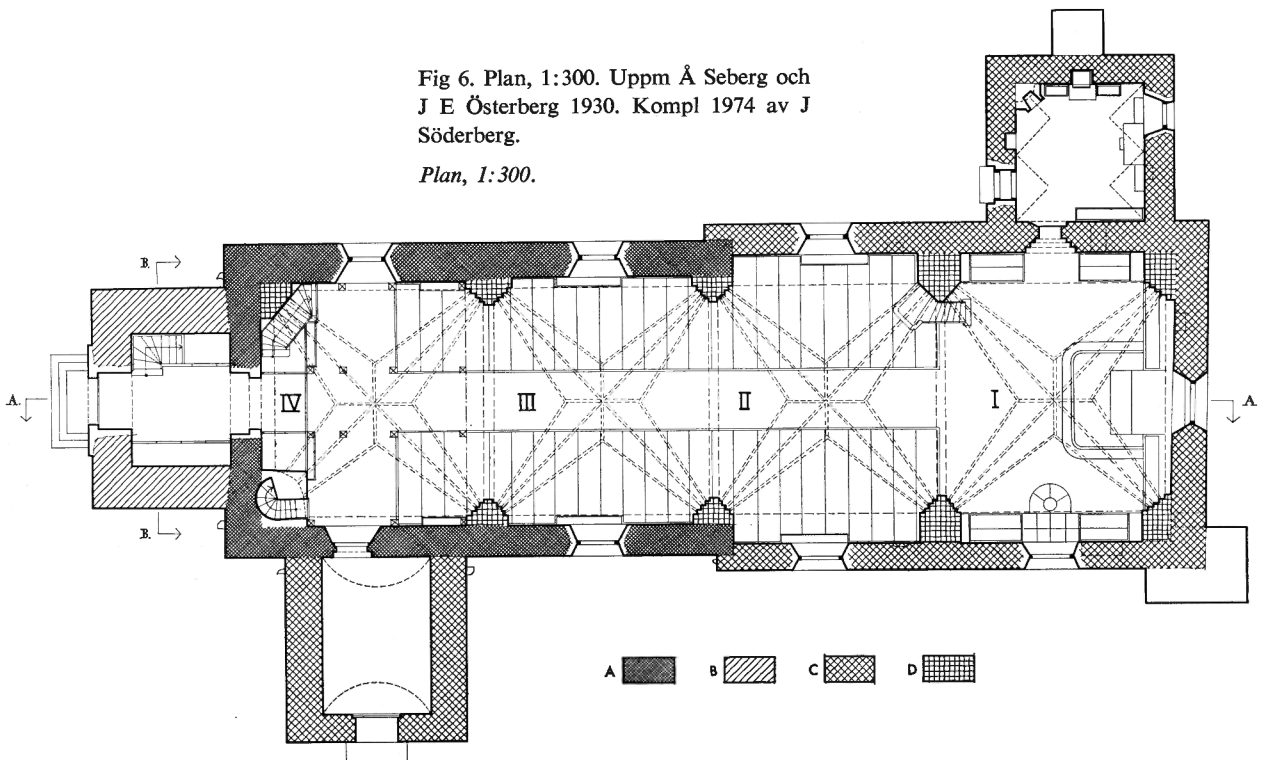 Fig 6. Plan, 1:300. Uppm Å Seberg och
J E Österberg 1930. Kompl 1974 av J
Söderberg.
Plan, 1:300.
B.
A.
IV
III
II
I
A.
B.
A
B
C
D